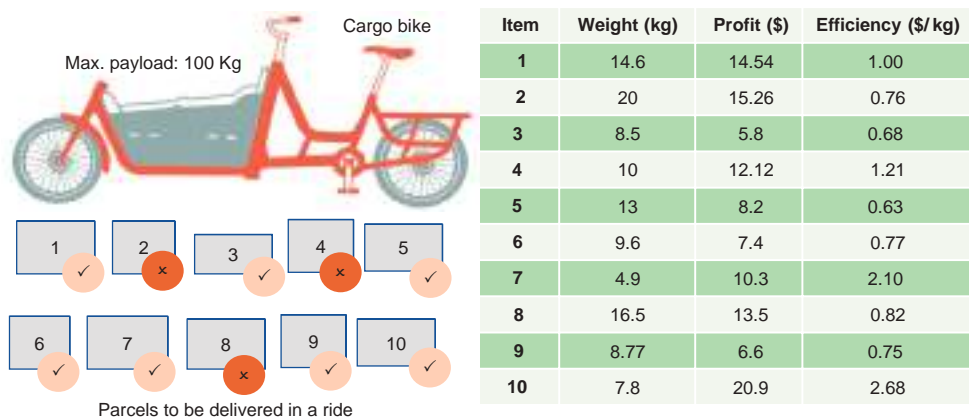 Cargo bike
Max. payload: 100 Kg
1 2 3 4 5
✓ × ✓ × ✓
6 7 8 9 10
✓ ✓ × ✓ ✓
Parcels to be delivered in a ride
Item Weight (kg) Profit ($) Efficiency ($/kg)
1 14.6 14.54 1.00
2 20 15.26 0.76
3 8.5 5.8 0.68
4 10 12.12 1.21
5 13 8.2 0.63
6 9.6 7.4 0.77
7 4.9 10.3 2.10
8 16.5 13.5 0.82
9 8.77 6.6 0.75
10 7.8 20.9 2.68